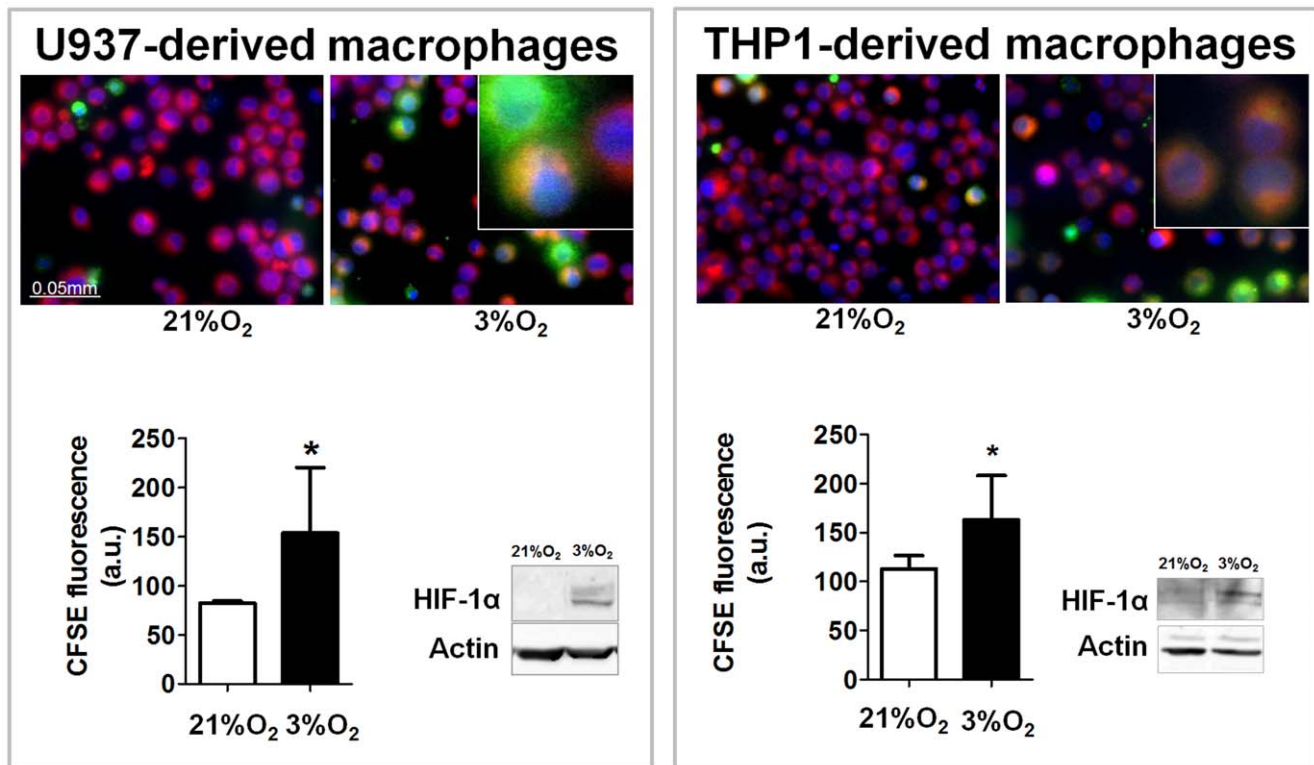 U937-derived macrophages
0.05mm
21%O₂
3%O₂
CFSE fluorescence
(a.u.)
250
200
150
100
50
0
*
21%O₂
3%O₂
21%O₂
3%O₂
HIF-1α
Actin
THP1-derived macrophages
21%O₂
3%O₂
CFSE fluorescence
(a.u.)
250
200
150
100
50
0
*
21%O₂
3%O₂
21%O₂
3%O₂
HIF-1α
Actin